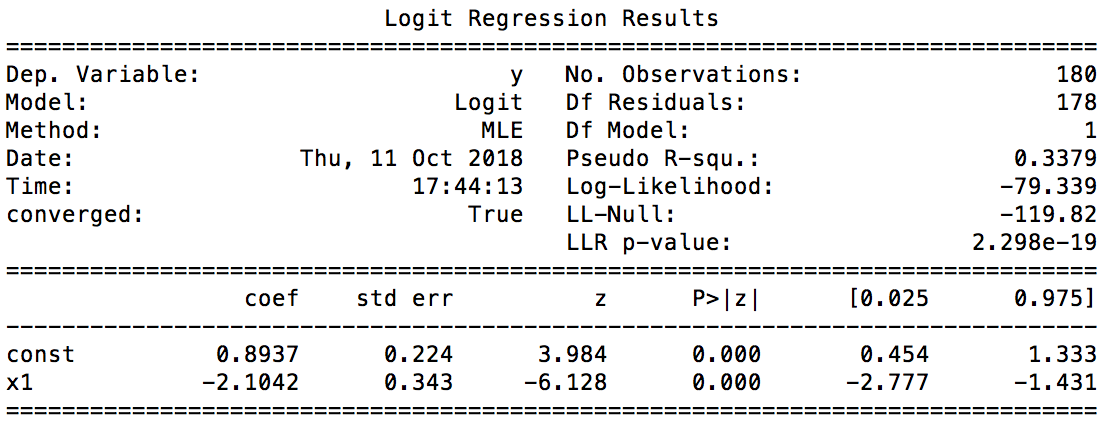 Logit Regression Results
==============================================================================
Dep. Variable: y No. Observations: 180
Model: Logit Df Residuals: 178
Method: MLE Df Model: 1
Date: Thu, 11 Oct 2018 Pseudo R-squ.: 0.3379
Time: 17:44:13 Log-Likelihood: -79.339
converged: True LL-Null: -119.82
LLR p-value: 2.298e-19
==============================================================================
coef std err z P>|z| [0.025 0.975]
------------------------------------------------------------------------------
const 0.8937 0.224 3.984 0.000 0.454 1.333
x1 -2.1042 0.343 -6.128 0.000 -2.777 -1.431
==============================================================================